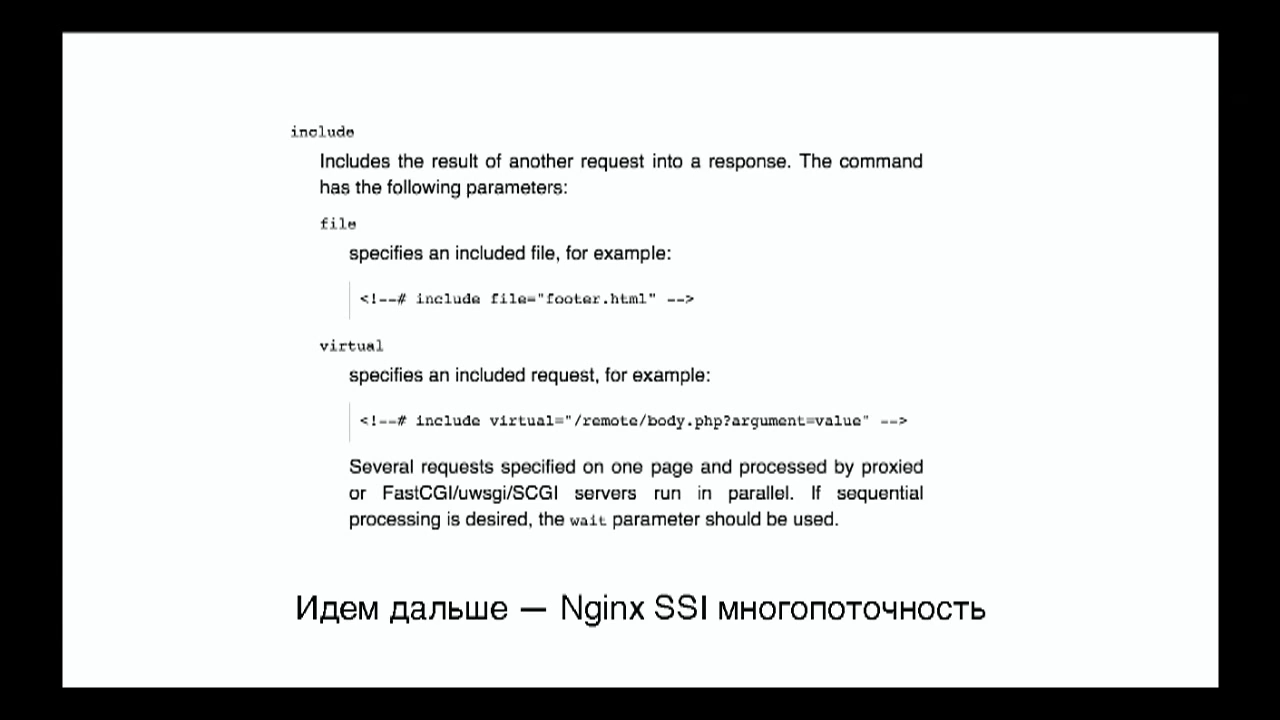 include
Includes the result of another request into a response. The command
has the following parameters:
file
specifies an included file, for example:
<!--# include file="footer.html" -->
virtual
specifies an included request, for example:
<!--# include virtual="/remote/body.php?argument=value" -->
Several requests specified on one page and processed by proxied
or FastCGI/uwsgi/SCGI servers run in parallel. If sequential
processing is desired, the wait parameter should be used.
Идем дальше — Nginx SSI многопоточность